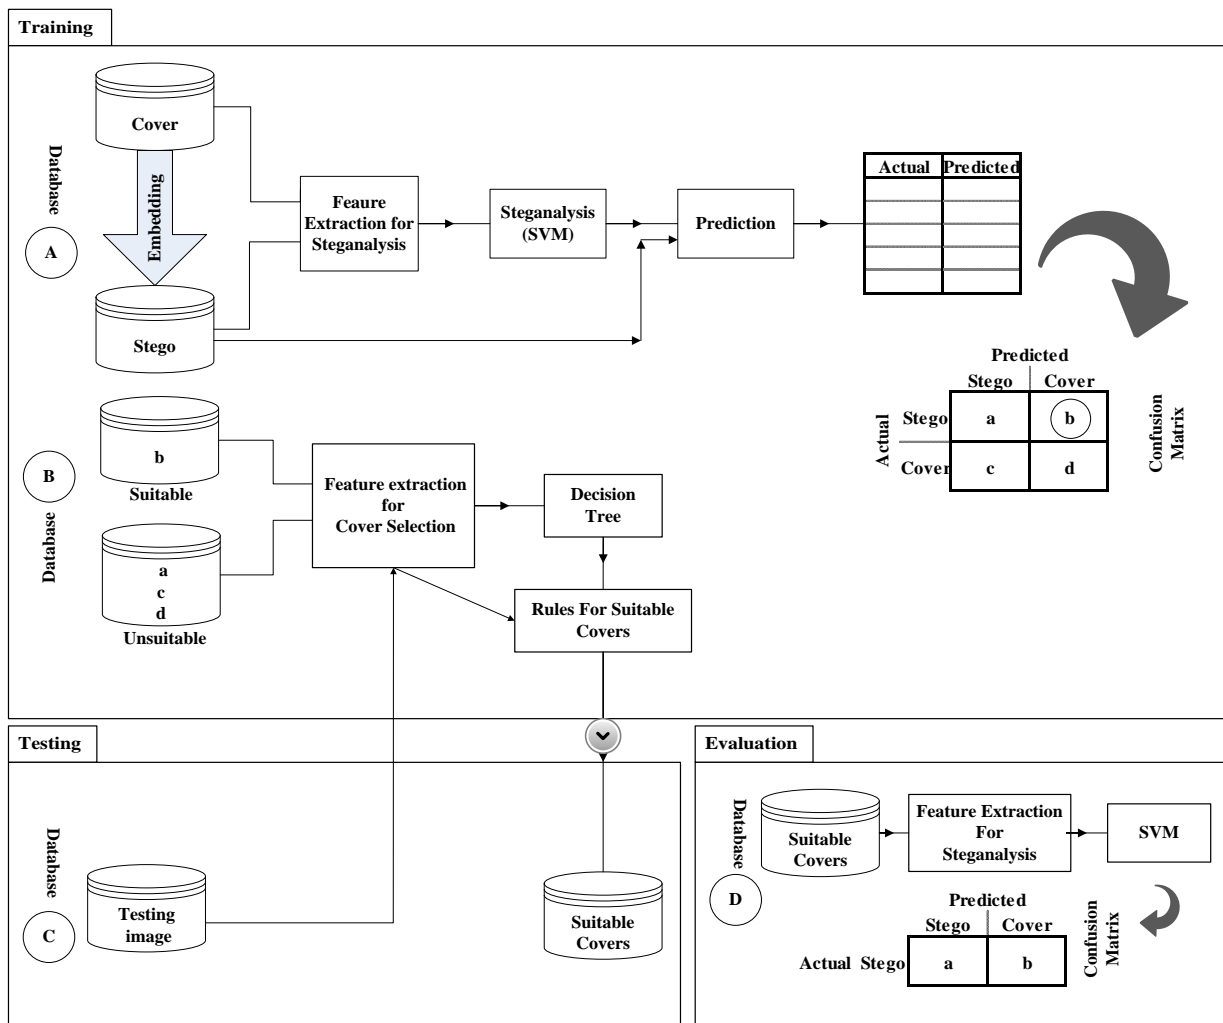 Training
Cover
Database
A
Embedding
Stego
Feaure
Extraction for
Steganalysis
Steganalysis
(SVM)
Prediction
Actual Predicted
Predicted
Stego Cover
Actual
Stego a b
Cover c d
Confusion
Matrix
B
Database
b
Suitable
a
c
d
Unsuitable
Feature extraction
for
Cover Selection
Decision
Tree
Rules For Suitable
Covers
Testing
Database
C
Testing
image
Suitable
Covers
Evaluation
Database
D
Suitable
Covers
Feature Extraction
For
Steganalysis
SVM
Predicted
Stego Cover
Actual Stego a b
Confusion
Matrix